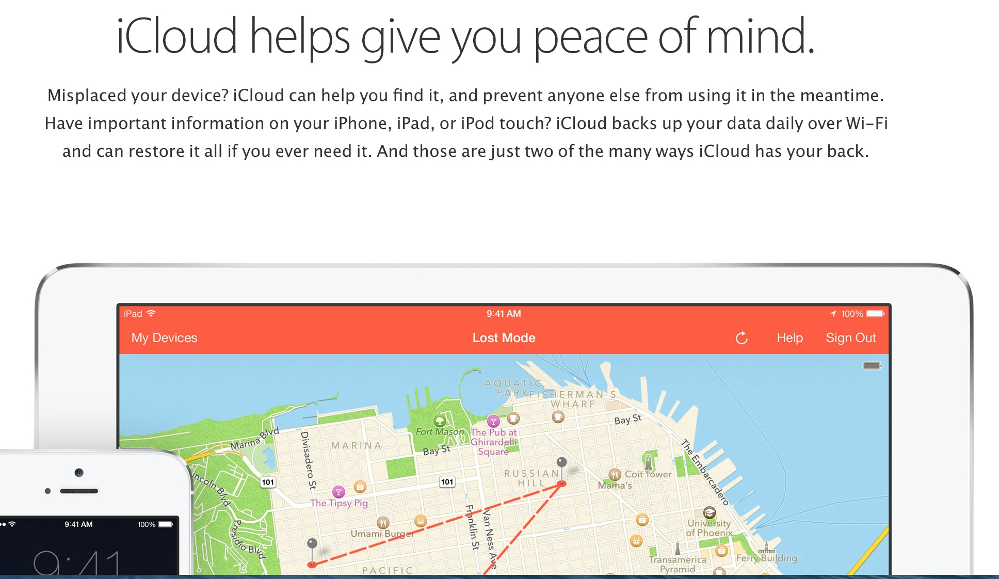 iCloud helps give you peace of mind.
Misplaced your device? iCloud can help you find it, and prevent anyone else from using it in the meantime.
Have important information on your iPhone, iPad, or iPod touch? iCloud backs up your data daily over Wi-Fi
and can restore it all if you ever need it. And those are just two of the many ways iCloud has your back.
iPad
9:41 AM
100%
My Devices
Lost Mode
Help
Sign Out
AQUATIC
PARK
FISHERMAN'S
WHARF
Bay St
Marina Blvd
Divisadero St
MARINA
Fort Mason
The Pub at
Ghirardelli
Square
Bay St
The Embarcadero
RUSSIAN
HILL
Coit Tower
Mama's
101
101
incoln Blvd
The Tipsy Pig
Franklin St
Van Ness Ave
University
of Phoenix
Umami Burger
Presidio Blvd
Transamerica
Pyramid
Ferry Building
PACIFIC
9:41 AM
100%
9:41